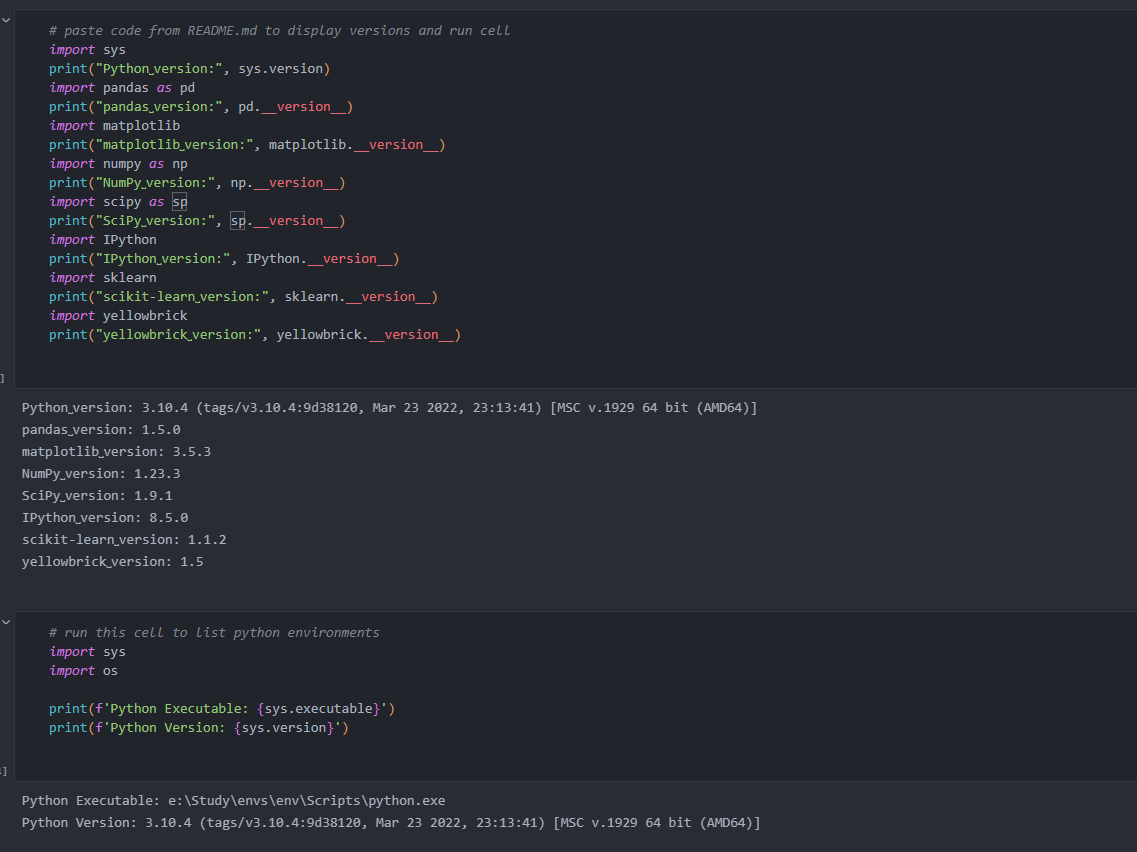 # paste code from README.md to display versions and run cell
import sys
print("Python_version:", sys.version)
import pandas as pd
print("pandas_version:", pd.__version__)
import matplotlib
print("matplotlib_version:", matplotlib.__version__)
import numpy as np
print("NumPy_version:", np.__version__)
import scipy as sp
print("SciPy_version:", sp.__version__)
import IPython
print("IPython_version:", IPython.__version__)
import sklearn
print("scikit-learn_version:", sklearn.__version__)
import yellowbrick
print("yellowbrick_version:", yellowbrick.__version__)
]
Python_version: 3.10.4 (tags/v3.10.4:9d38120, Mar 23 2022, 23:13:41) [MSC v.1929 64 bit (AMD64)]
pandas_version: 1.5.0
matplotlib_version: 3.5.3
NumPy_version: 1.23.3
SciPy_version: 1.9.1
IPython_version: 8.5.0
scikit-learn_version: 1.1.2
yellowbrick_version: 1.5
# run this cell to list python environments
import sys
import os
print(f'Python Executable: {sys.executable}')
print(f'Python Version: {sys.version}')
]
Python Executable: e:\Study\envs\env\Scripts\python.exe
Python Version: 3.10.4 (tags/v3.10.4:9d38120, Mar 23 2022, 23:13:41) [MSC v.1929 64 bit (AMD64)]